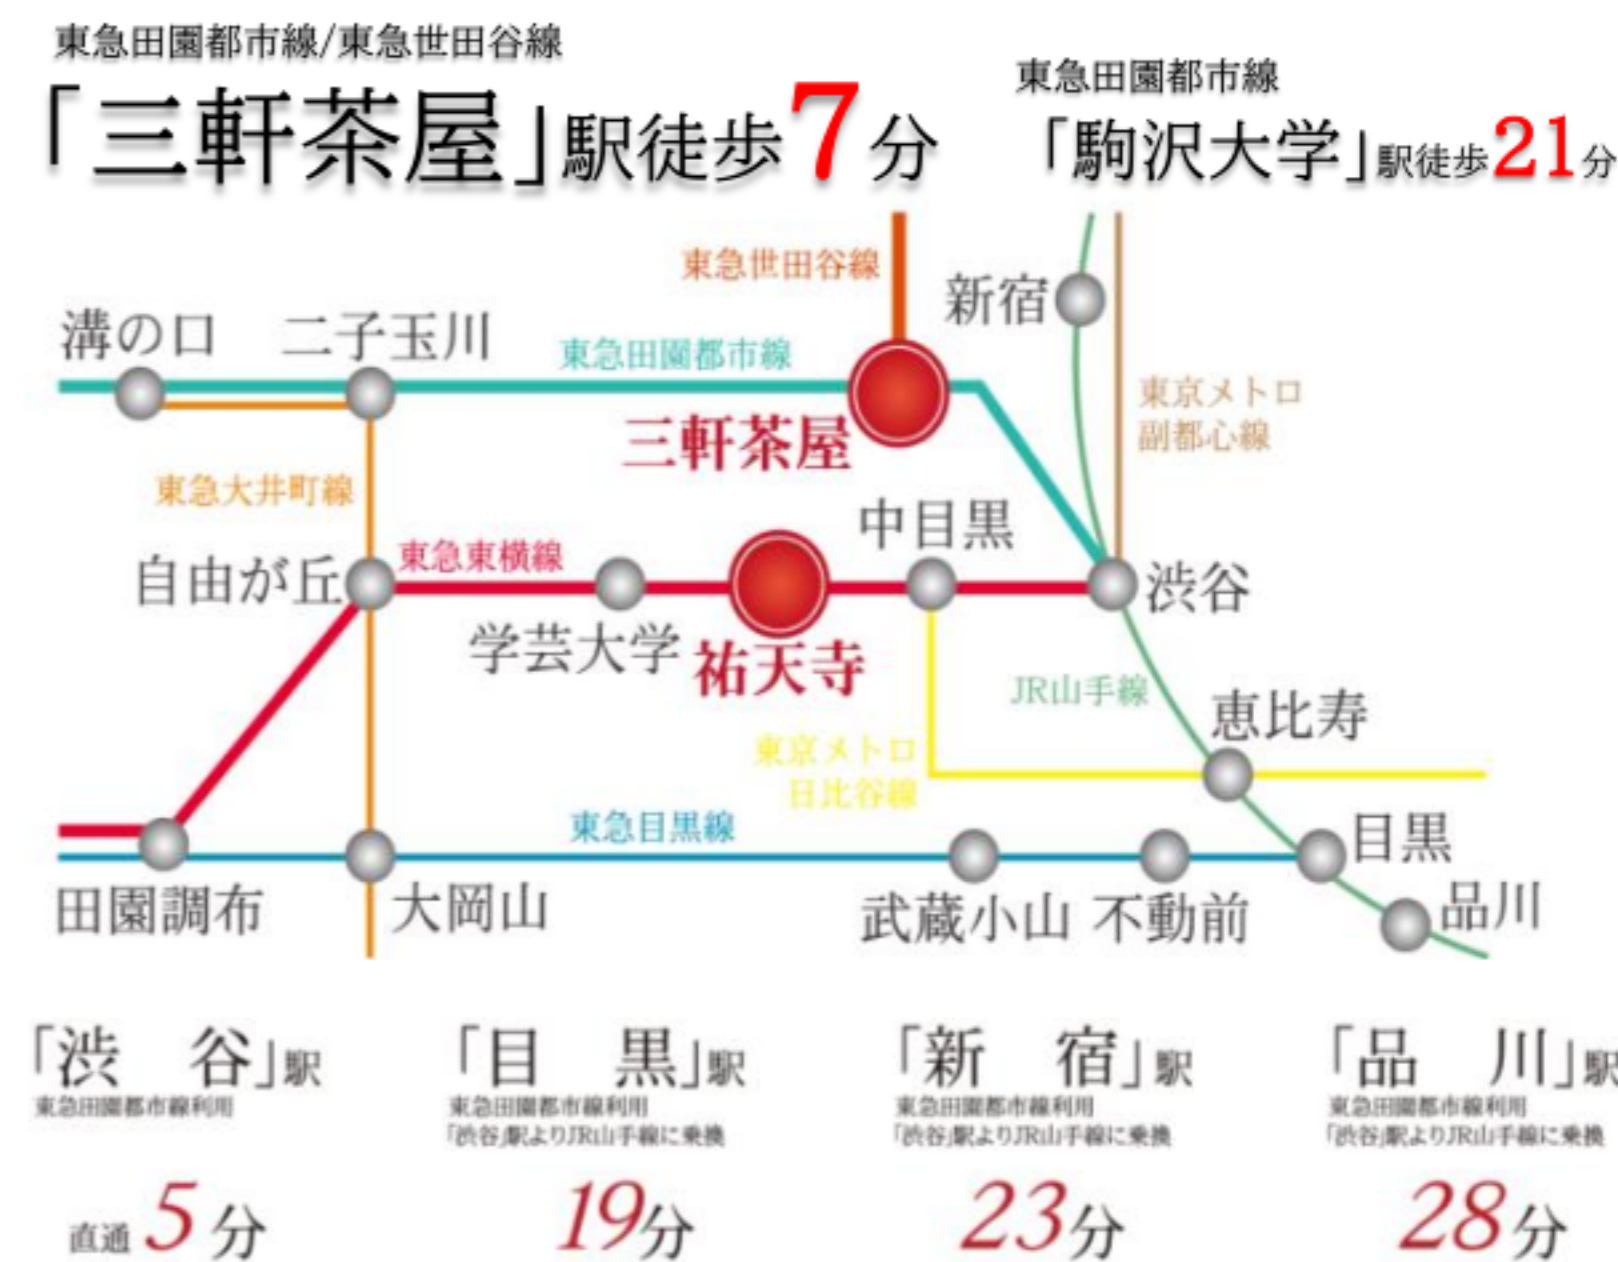 東急田園都市線/東急世田谷線
「三軒茶屋」駅徒歩7分
東急田園都市線
「駒沢大学」駅徒歩21分
東急世田谷線
新宿
溝の口
二子玉川
東急田園都市線
東京メトロ
副都心線
三軒茶屋
東急大井町線
中目黒
東急東横線
自由が丘
渋谷
学芸大学
祐天寺
JR山手線
恵比寿
東京メトロ
日比谷線
東急目黒線
目黒
田園調布
大岡山
武蔵小山
不動前
品川
「渋 谷」駅
東急田園都市線利用
直通5分
「目 黒」駅
東急田園都市線利用
「渋谷」駅よりJR山手線に乗換
19分
「新 宿」駅
東急田園都市線利用
「渋谷」駅よりJR山手線に乗換
23分
「品 川」駅
東急田園都市線利用
「渋谷」駅よりJR山手線に乗換
28分